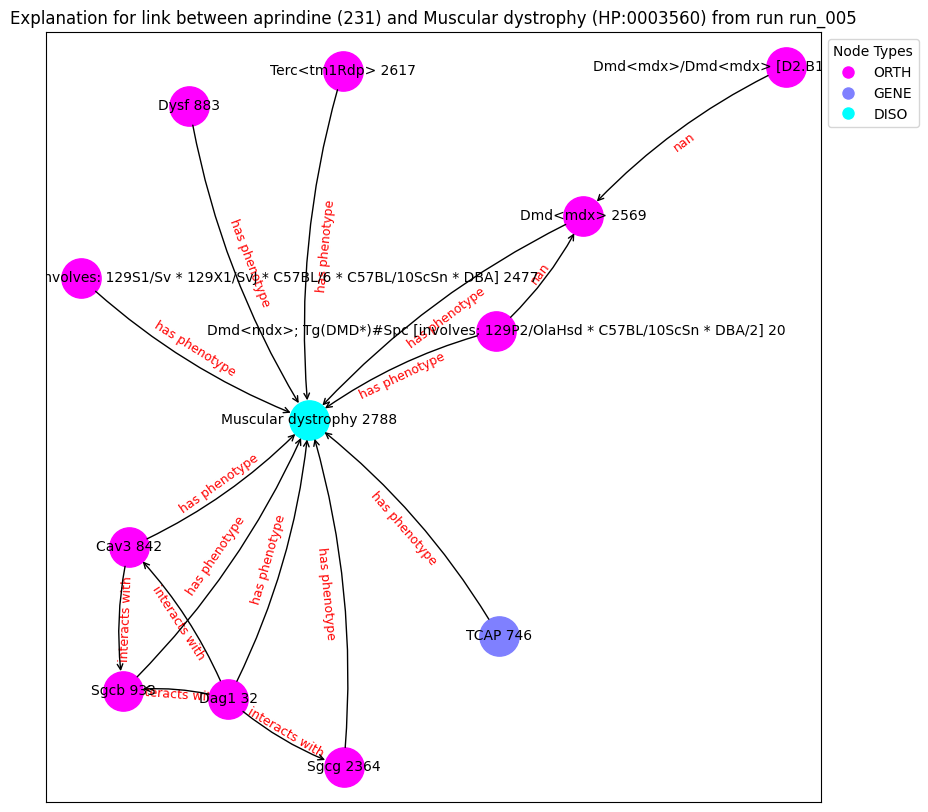 Explanation for link between aprindine (231) and Muscular dystrophy (HP:0003560) from run run_005
Node Types
ORTH
GENE
DISO
Terc<tm1Rdp> 2617
Dmd<mdx>/Dmd<mdx> [D2.B1
Dysf 883
nan
Dmd<mdx> 2569
has phenotype
has phenotype
nan
nvolves: 129S1/Sv * 129X1/SvJ * C57BL/6 * C57BL/10ScSn * DBA] 2477
has phenotype
Dmd<mdx>; Tg(DMD*)#Spc [involves: 129P2/OlaHsd * C57BL/10ScSn * DBA/2] 20
has phenotype
has phenotype
Muscular dystrophy 2788
has phenotype
has phenotype
Cav3 842
has phenotype
has phenotype
has phenotype
interacts with
interacts with
TCAP 746
Sgcb 933
teracts wit
Dag1 32
interacts with
Sgcg 2364